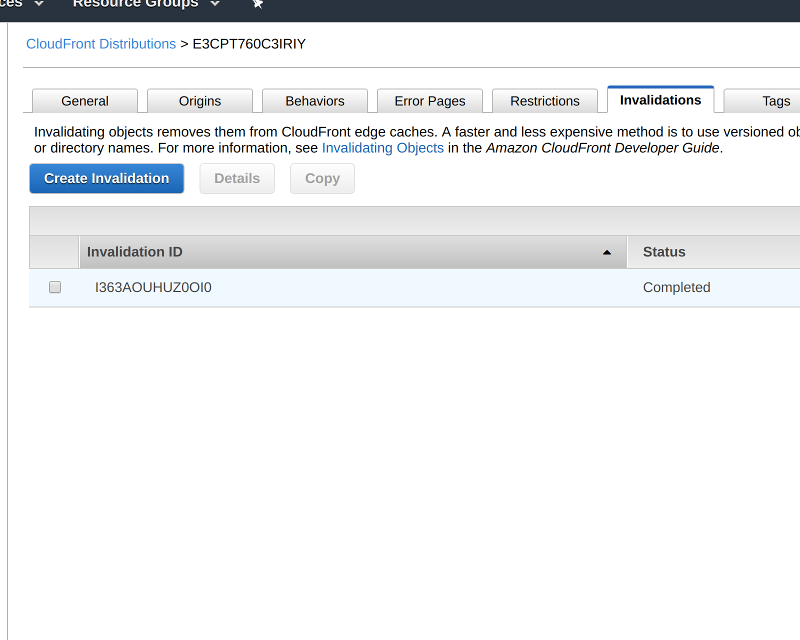 ces Resource Groups
CloudFront Distributions > E3CPT760C3IRIY
General Origins Behaviors Error Pages Restrictions Invalidations Tags
Invalidating objects removes them from CloudFront edge caches. A faster and less expensive method is to use versioned ob
or directory names. For more information, see Invalidating Objects in the Amazon CloudFront Developer Guide.
Create Invalidation Details Copy
Invalidation ID Status
I363AOUHUZ0OI0 Completed